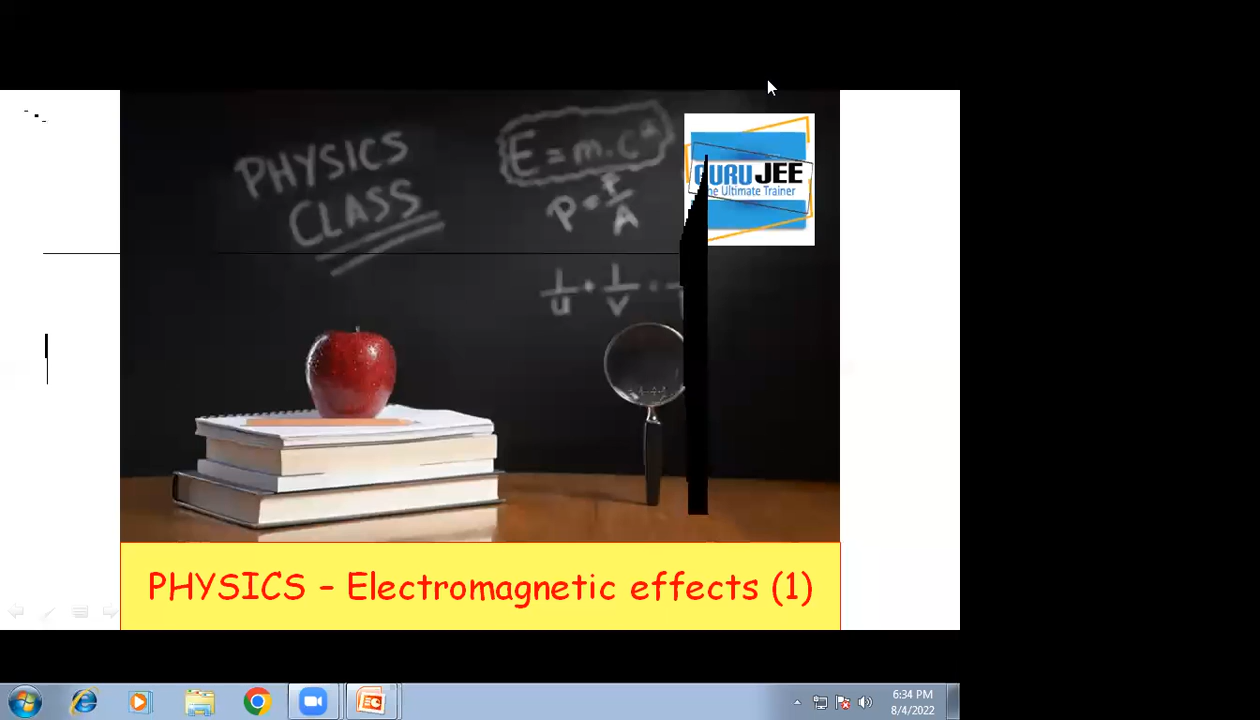 PHYSICS
CLASS
E = m.c²
P = F/A
1/u + 1/v
GURU JEE
The Ultimate Trainer
PHYSICS – Electromagnetic effects (1)
6:34 PM
8/4/2022